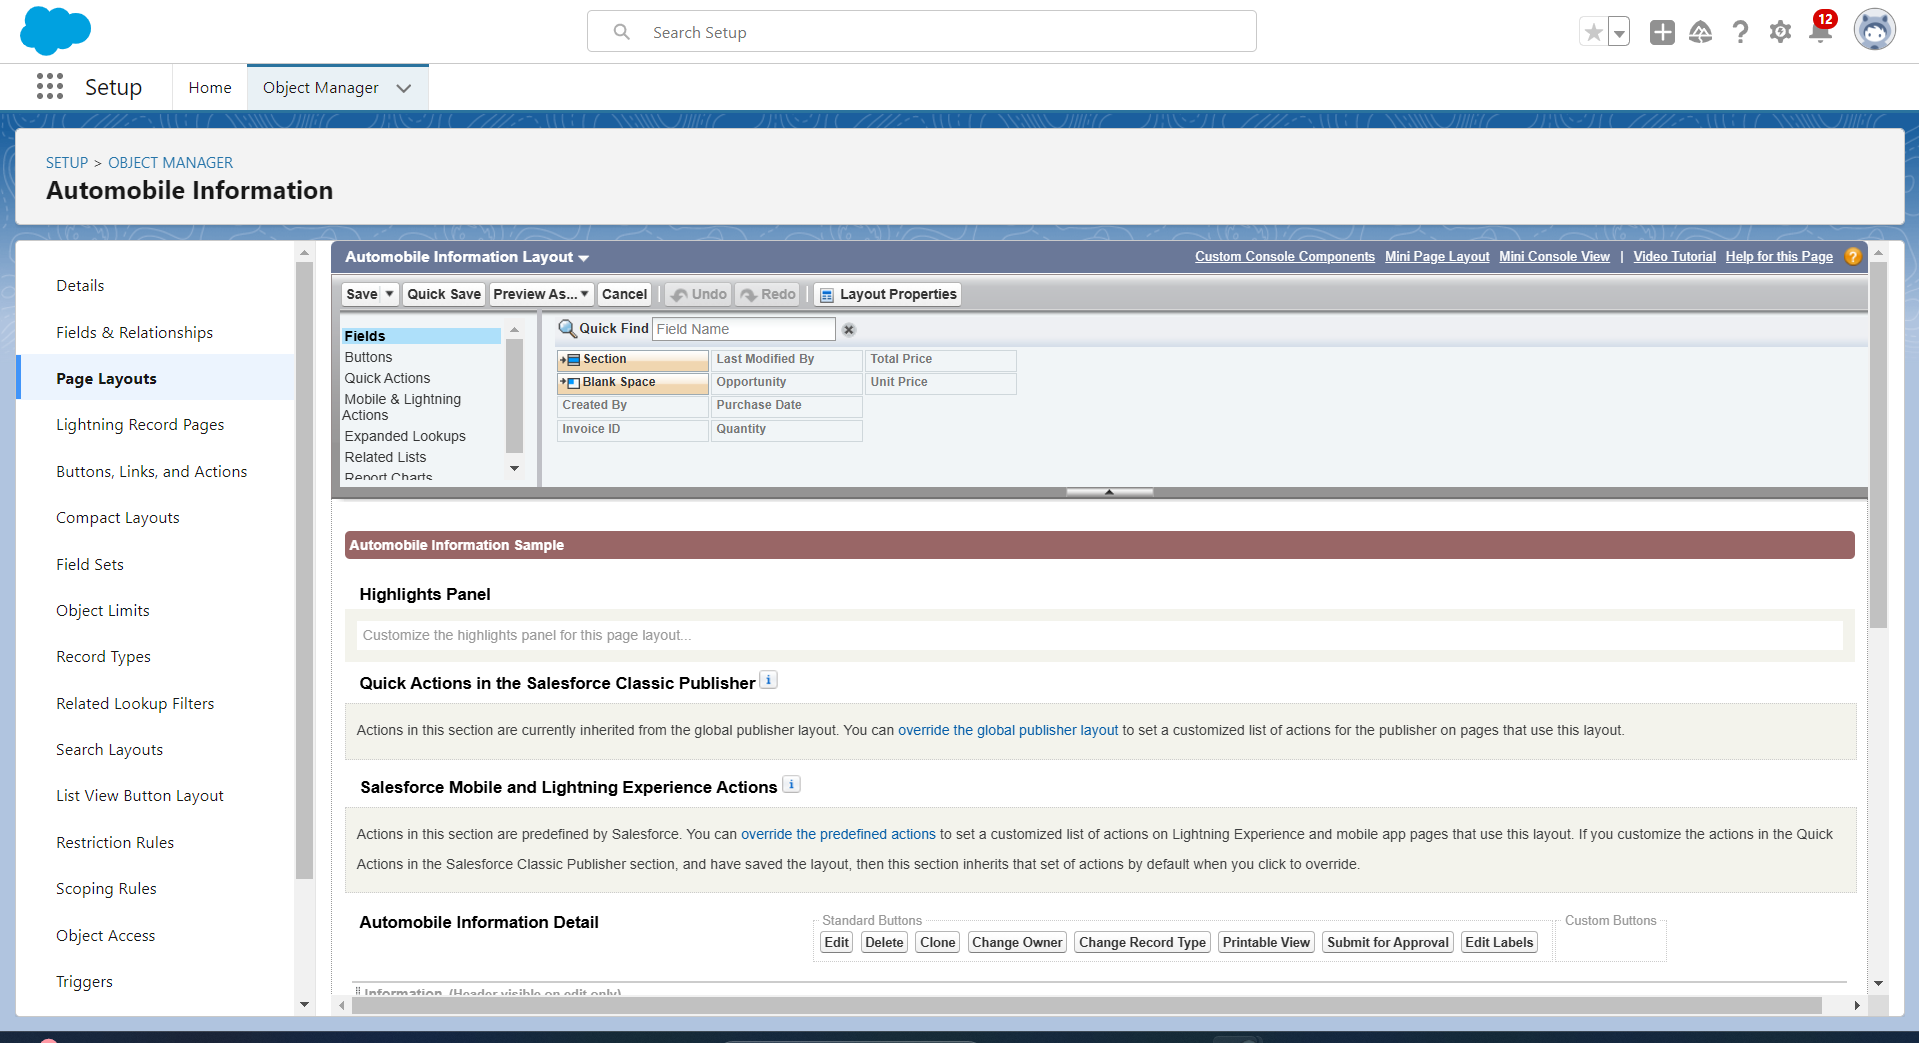 Search Setup
12
Setup
Home
Object Manager
SETUP > OBJECT MANAGER
Automobile Information
Details
Fields & Relationships
Page Layouts
Lightning Record Pages
Buttons, Links, and Actions
Compact Layouts
Field Sets
Object Limits
Record Types
Related Lookup Filters
Search Layouts
List View Button Layout
Restriction Rules
Scoping Rules
Object Access
Triggers
Automobile Information Layout
Custom Console Components Mini Page Layout Mini Console View | Video Tutorial Help for this Page ?
Save Quick Save Preview As... Cancel | Undo Redo | Layout Properties
Fields
Buttons
Quick Actions
Mobile & Lightning
Actions
Expanded Lookups
Related Lists
Report Charts
Quick Find Field Name
Section Last Modified By Total Price
Blank Space Opportunity Unit Price
Created By Purchase Date
Invoice ID Quantity
Automobile Information Sample
Highlights Panel
Customize the highlights panel for this page layout...
Quick Actions in the Salesforce Classic Publisher i
Actions in this section are currently inherited from the global publisher layout. You can override the global publisher layout to set a customized list of actions for the publisher on pages that use this layout.
Salesforce Mobile and Lightning Experience Actions i
Actions in this section are predefined by Salesforce. You can override the predefined actions to set a customized list of actions on Lightning Experience and mobile app pages that use this layout. If you customize the actions in the Quick
Actions in the Salesforce Classic Publisher section, and have saved the layout, then this section inherits that set of actions by default when you click to override.
Automobile Information Detail
Standard Buttons
Edit Delete Clone Change Owner Change Record Type Printable View Submit for Approval Edit Labels
Custom Buttons
Information (Header visible on edit only)